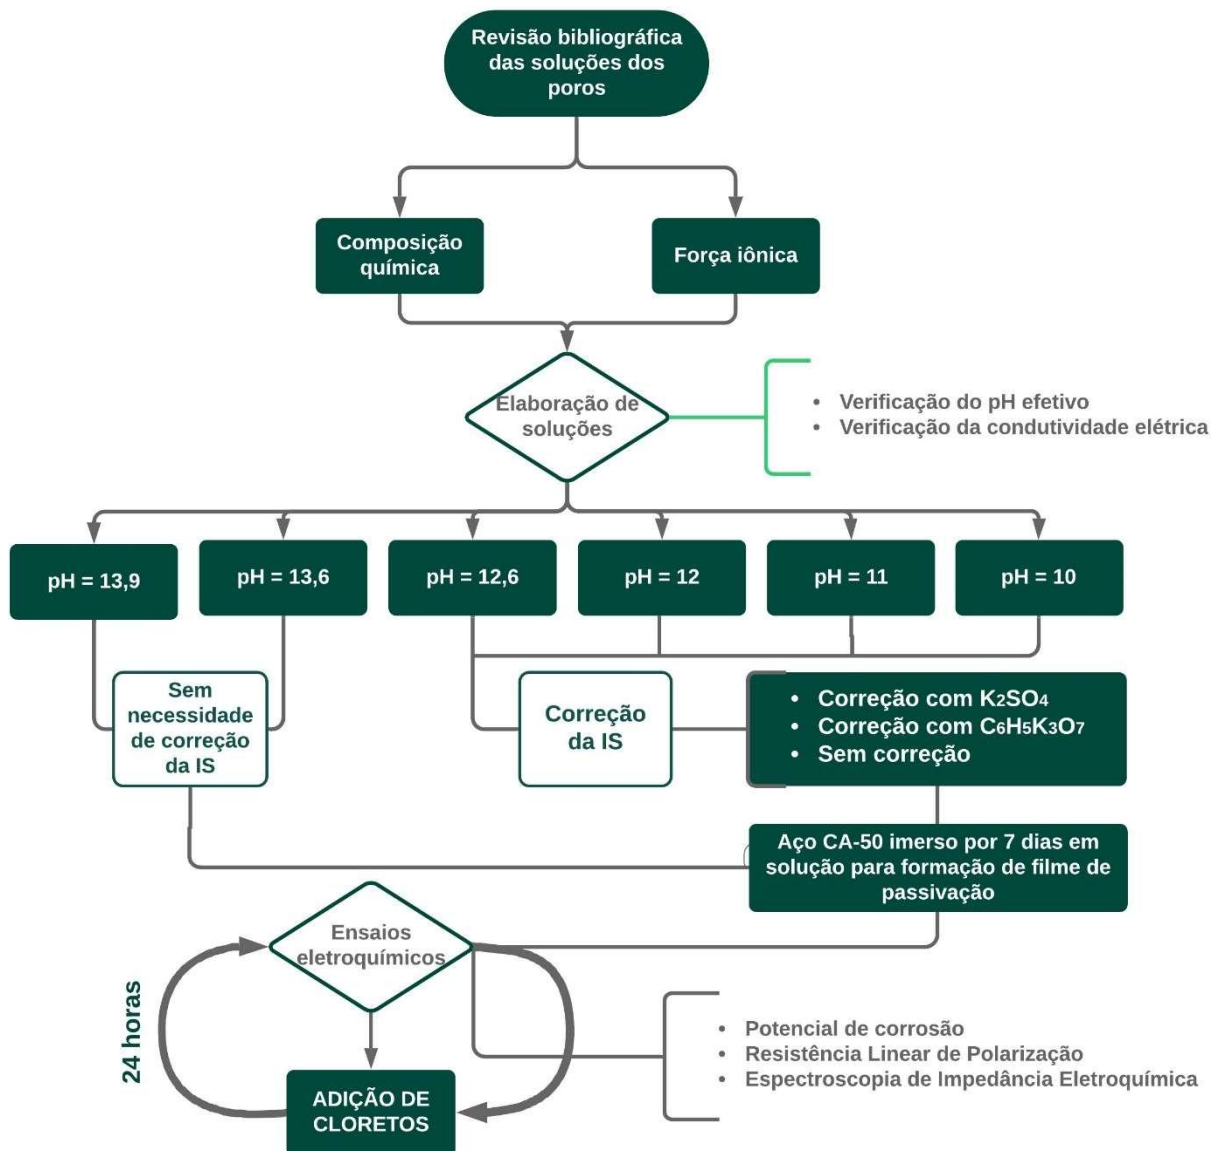 Revisão bibliográfica
das soluções dos
poros
Composição
química
Força iônica
Elaboração de
soluções
• Verificação do pH efetivo
• Verificação da condutividade elétrica
pH = 13,9
pH = 13,6
pH = 12,6
pH = 12
pH = 11
pH = 10
Sem
necessidade
de correção
da IS
Correção
da IS
• Correção com K₂SO₄
• Correção com C₆H₅K₃O₇
• Sem correção
Aço CA-50 imerso por 7 dias em
solução para formação de filme de
passivação
Ensaios
eletroquímicos
24 horas
• Potencial de corrosão
• Resistência Linear de Polarização
• Espectroscopia de Impedância Eletroquímica
ADIÇÃO DE
CLORETOS